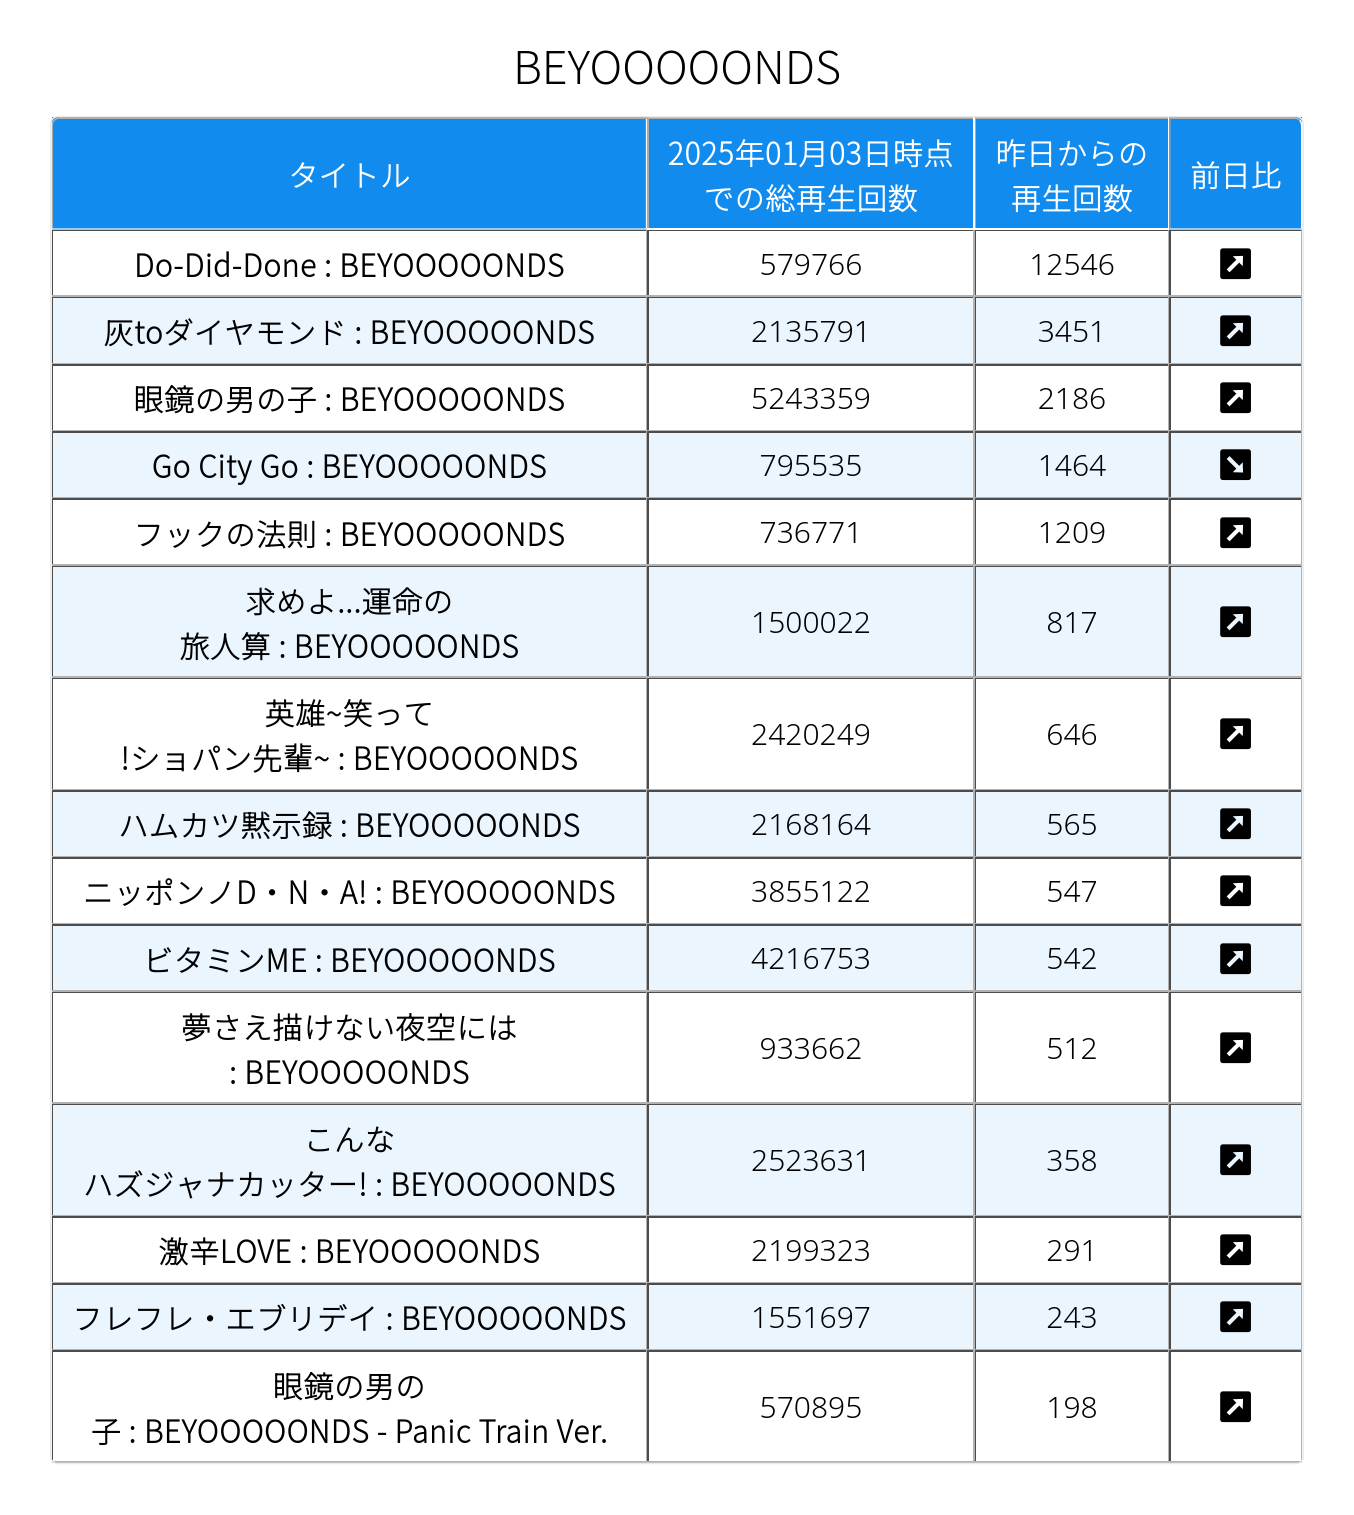 BEYOOOOONDS
タイトル
2025年01月03日時点
での総再生回数
昨日からの
再生回数
前日比
Do-Did-Done : BEYOOOOONDS
579766
12546
灰toダイヤモンド : BEYOOOOONDS
2135791
3451
眼鏡の男の子 : BEYOOOOONDS
5243359
2186
Go City Go : BEYOOOOONDS
795535
1464
フックの法則 : BEYOOOOONDS
736771
1209
求めよ...運命の
旅人算 : BEYOOOOONDS
1500022
817
英雄~笑って
!ショパン先輩~ : BEYOOOOONDS
2420249
646
ハムカツ黙示録 : BEYOOOOONDS
2168164
565
ニッポンノD・N・A! : BEYOOOOONDS
3855122
547
ビタミンME : BEYOOOOONDS
4216753
542
夢さえ描けない夜空には
: BEYOOOOONDS
933662
512
こんな
ハズジャナカッター! : BEYOOOOONDS
2523631
358
激辛LOVE : BEYOOOOONDS
2199323
291
フレフレ・エブリデイ : BEYOOOOONDS
1551697
243
眼鏡の男の
子 : BEYOOOOONDS - Panic Train Ver.
570895
198